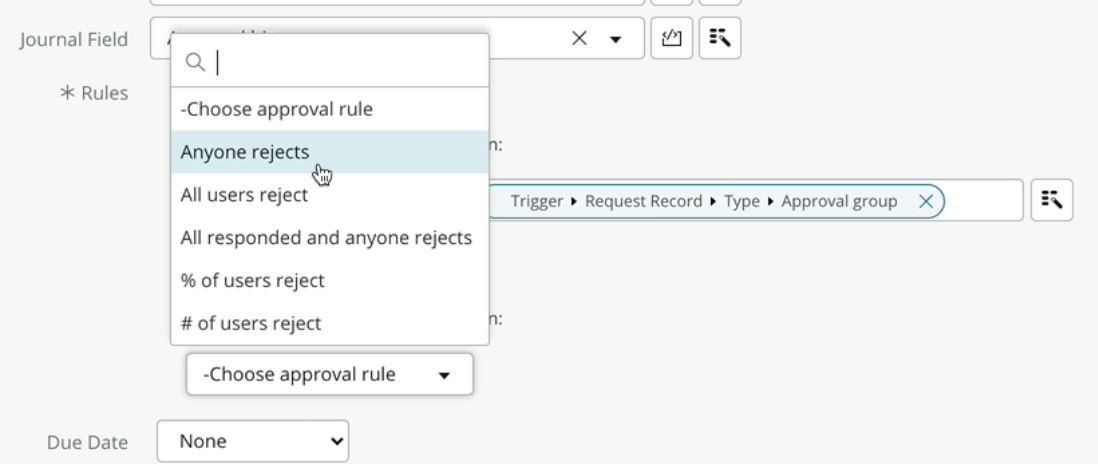 Journal Field
-Choose approval rule
* Rules
Anyone rejects
n:
All users reject
Trigger ▸ Request Record ▸ Type ▸ Approval group
All responded and anyone rejects
% of users reject
# of users reject
n:
-Choose approval rule
Due Date
None